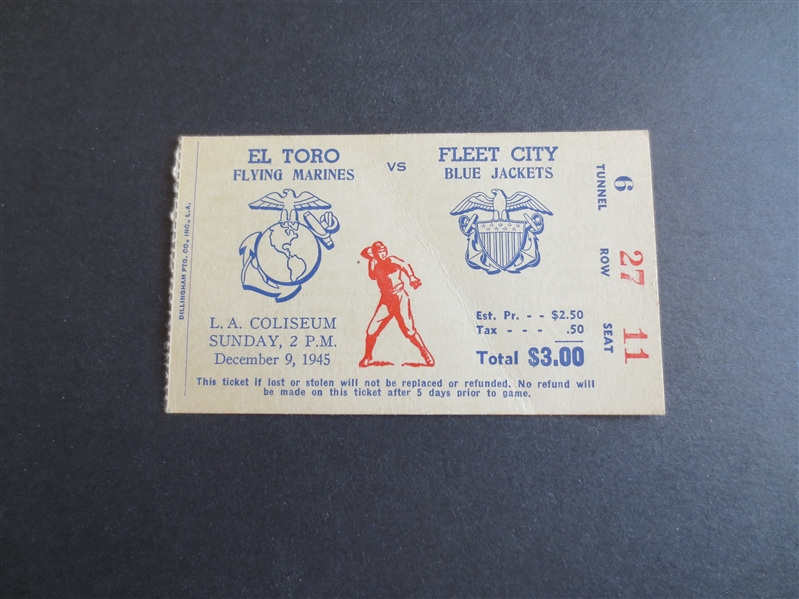 EL TORO
FLYING MARINES
vs
FLEET CITY
BLUE JACKETS
L. A. COLISEUM
SUNDAY, 2 P.M.
December 9, 1945
Est. Pr. - - $2.50
Tax - - - .50
Total $3.00
This ticket if lost or stolen will not be replaced or refunded. No refund will
be made on this ticket after 5 days prior to game.
DILLINGHAM PTG. CO., INC., L.A.
TUNNEL 6
ROW 27
SEAT 11